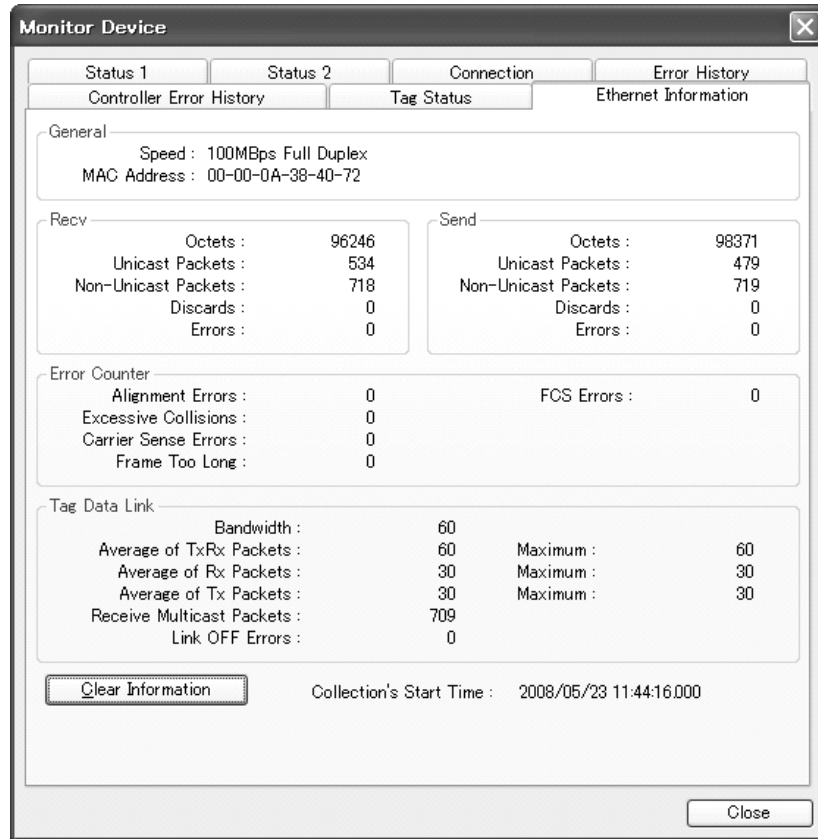 Monitor Device
Status 1 Status 2 Connection Error History
Controller Error History Tag Status Ethernet Information
General
Speed : 100MBps Full Duplex
MAC Address : 00-00-0A-38-40-72
Recv
Octets : 96246
Unicast Packets : 534
Non-Unicast Packets : 718
Discards : 0
Errors : 0
Send
Octets : 98371
Unicast Packets : 479
Non-Unicast Packets : 719
Discards : 0
Errors : 0
Error Counter
Alignment Errors : 0 FCS Errors : 0
Excessive Collisions : 0
Carrier Sense Errors : 0
Frame Too Long : 0
Tag Data Link
Bandwidth : 60
Average of TxRx Packets : 60 Maximum : 60
Average of Rx Packets : 30 Maximum : 30
Average of Tx Packets : 30 Maximum : 30
Receive Multicast Packets : 709
Link OFF Errors : 0
Clear Information Collection's Start Time : 2008/05/23 11:44:16.000
Close